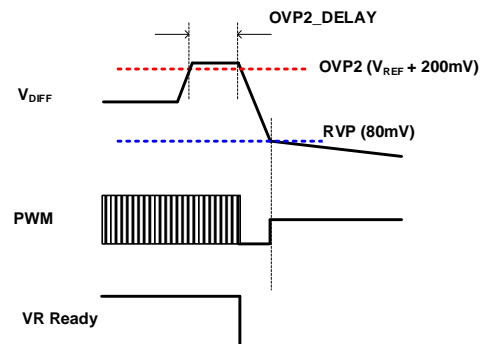 OVP2_DELAY
OVP2 (VREF + 200mV)
VDIFF
RVP (80mV)
PWM
VR Ready